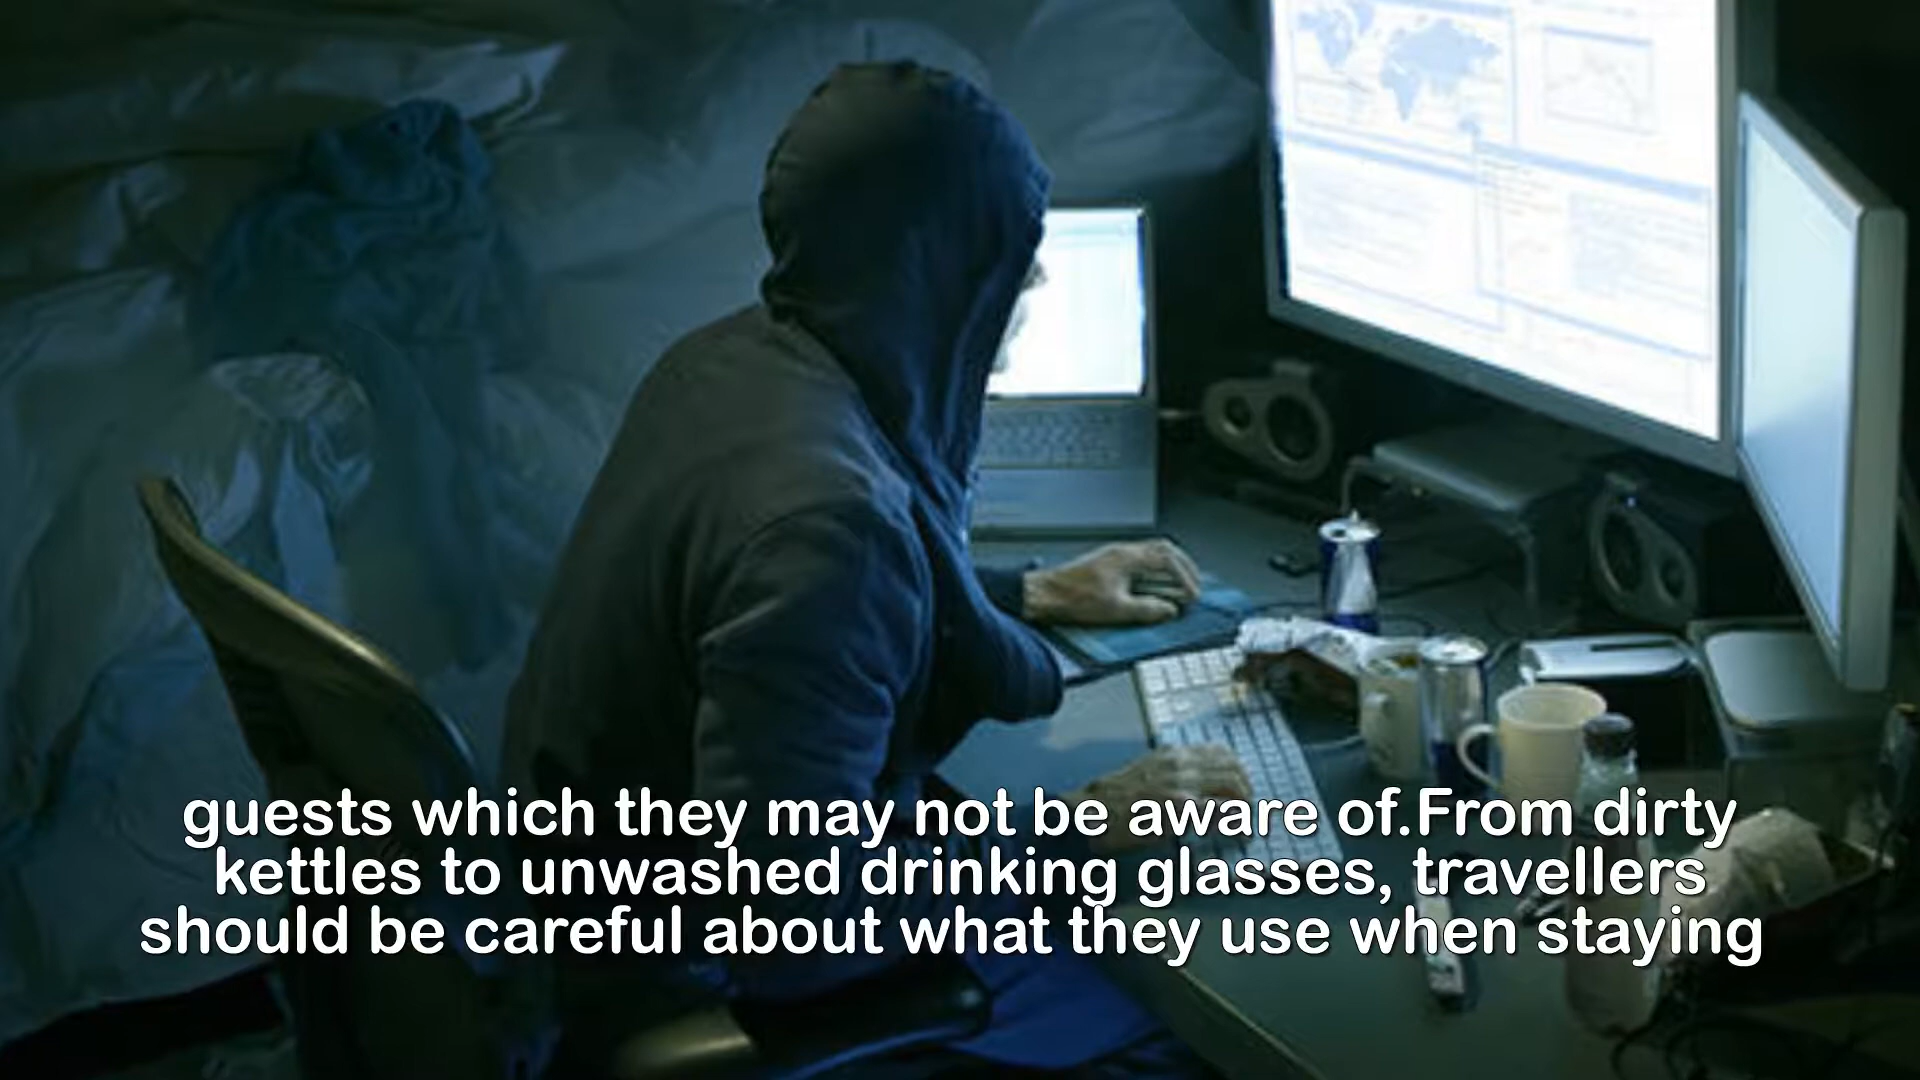 guests which they may not be aware of.From dirty
kettles to unwashed drinking glasses, travellers
should be careful about what they use when staying